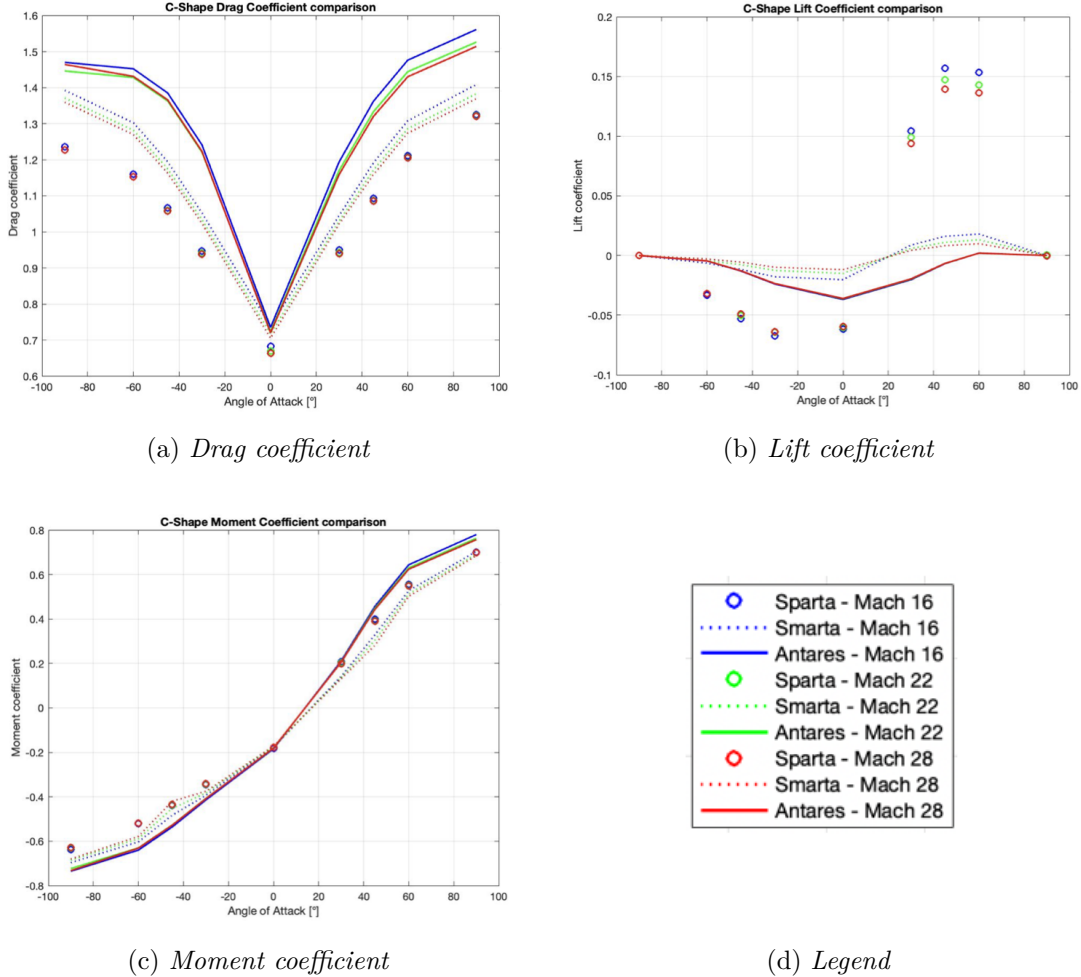 C-Shape Drag Coefficient comparison
1.6
1.5
1.4
1.3
1.2
1.1
1
0.9
0.8
0.7
0.6
Drag coefficient
-100 -80 -60 -40 -20 0 20 40 60 80 100
Angle of Attack [°]
(a) Drag coefficient
C-Shape Lift Coefficient comparison
0.2
0.15
0.1
0.05
0
-0.05
-0.1
Lift coefficient
-100 -80 -60 -40 -20 0 20 40 60 80 100
Angle of Attack [°]
(b) Lift coefficient
C-Shape Moment Coefficient comparison
0.8
0.6
0.4
0.2
0
-0.2
-0.4
-0.6
-0.8
Moment coefficient
-100 -80 -60 -40 -20 0 20 40 60 80 100
Angle of Attack [°]
(c) Moment coefficient
Sparta - Mach 16
Smarta - Mach 16
Antares - Mach 16
Sparta - Mach 22
Smarta - Mach 22
Antares - Mach 22
Sparta - Mach 28
Smarta - Mach 28
Antares - Mach 28
(d) Legend